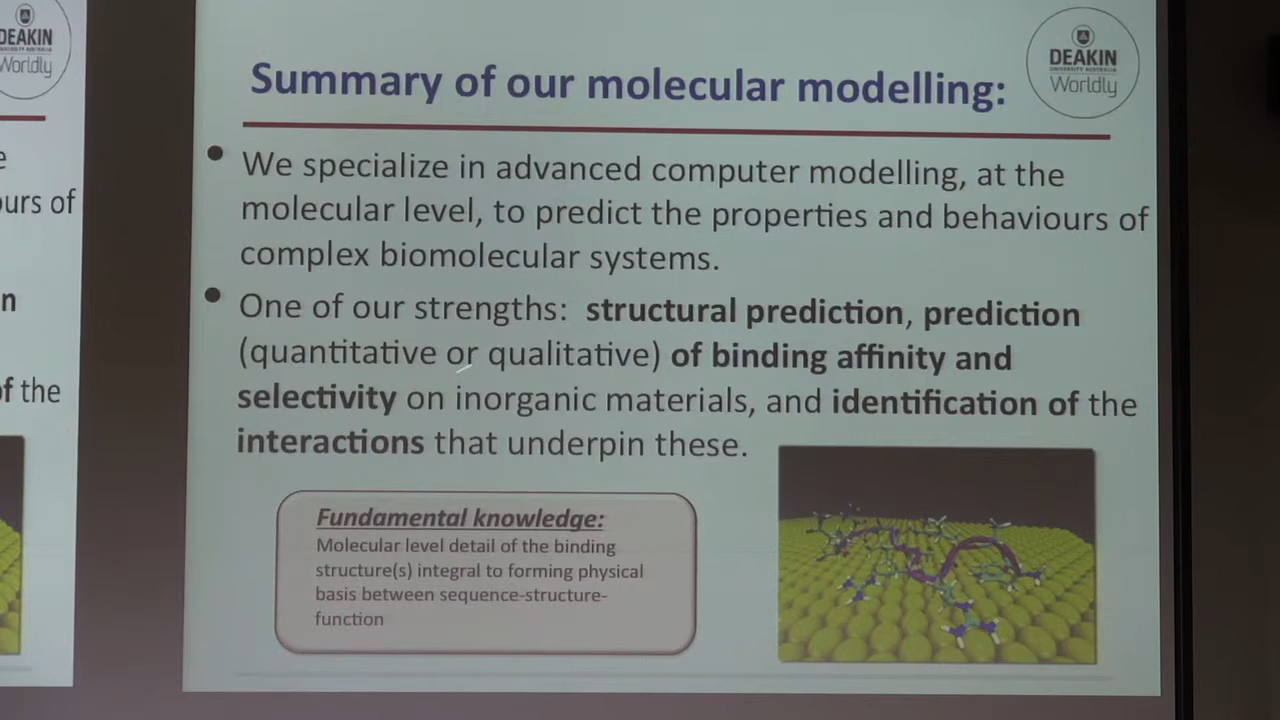 DEAKIN
Worldly
e
ours of
n
of the
DEAKIN
UNIVERSITY AUSTRALIA
Worldly
Summary of our molecular modelling:
• We specialize in advanced computer modelling, at the
molecular level, to predict the properties and behaviours of
complex biomolecular systems.
• One of our strengths: structural prediction, prediction
(quantitative or qualitative) of binding affinity and
selectivity on inorganic materials, and identification of the
interactions that underpin these.
Fundamental knowledge:
Molecular level detail of the binding
structure(s) integral to forming physical
basis between sequence-structure-
function